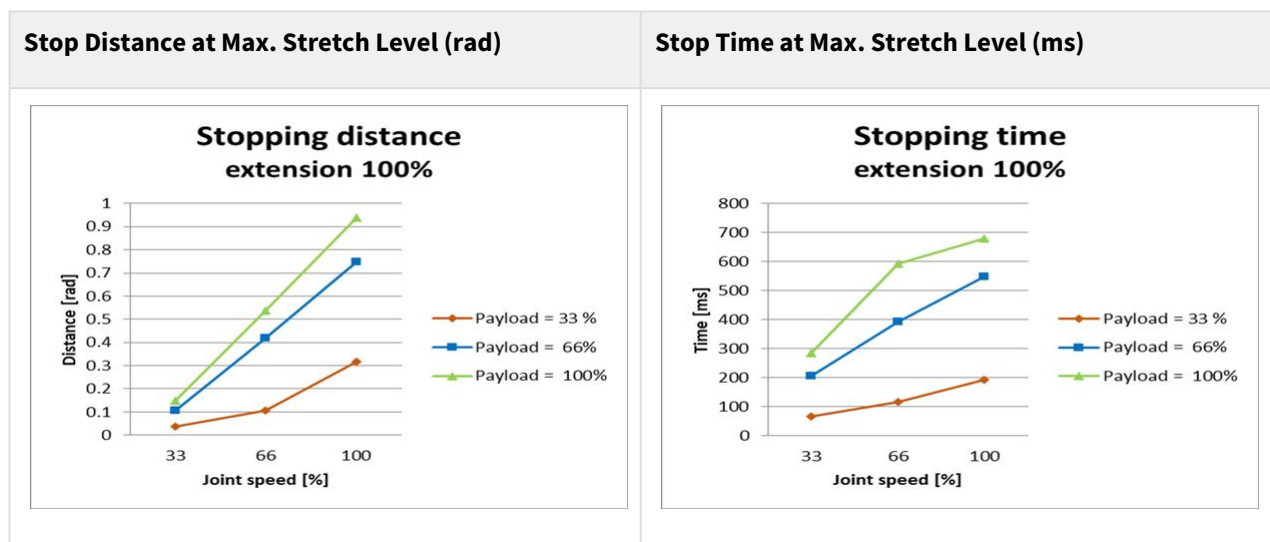 Stop Distance at Max. Stretch Level (rad)
Stop Time at Max. Stretch Level (ms)
Stopping distance
extension 100%
1
0.9
0.8
0.7
0.6
0.5
0.4
0.3
0.2
0.1
0
Distance [rad]
33 66 100
Joint speed [%]
Payload = 33 %
Payload = 66%
Payload = 100%
Stopping time
extension 100%
800
700
600
500
400
300
200
100
0
Time [ms]
33 66 100
Joint speed [%]
Payload = 33 %
Payload = 66%
Payload = 100%